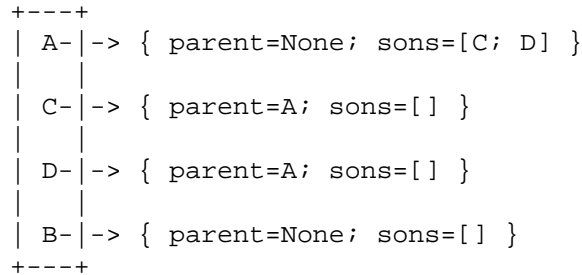 +---+
| A-|-> { parent=None; sons=[C; D] }
|   |
| C-|-> { parent=A; sons=[] }
|   |
| D-|-> { parent=A; sons=[] }
|   |
| B-|-> { parent=None; sons=[] }
+---+